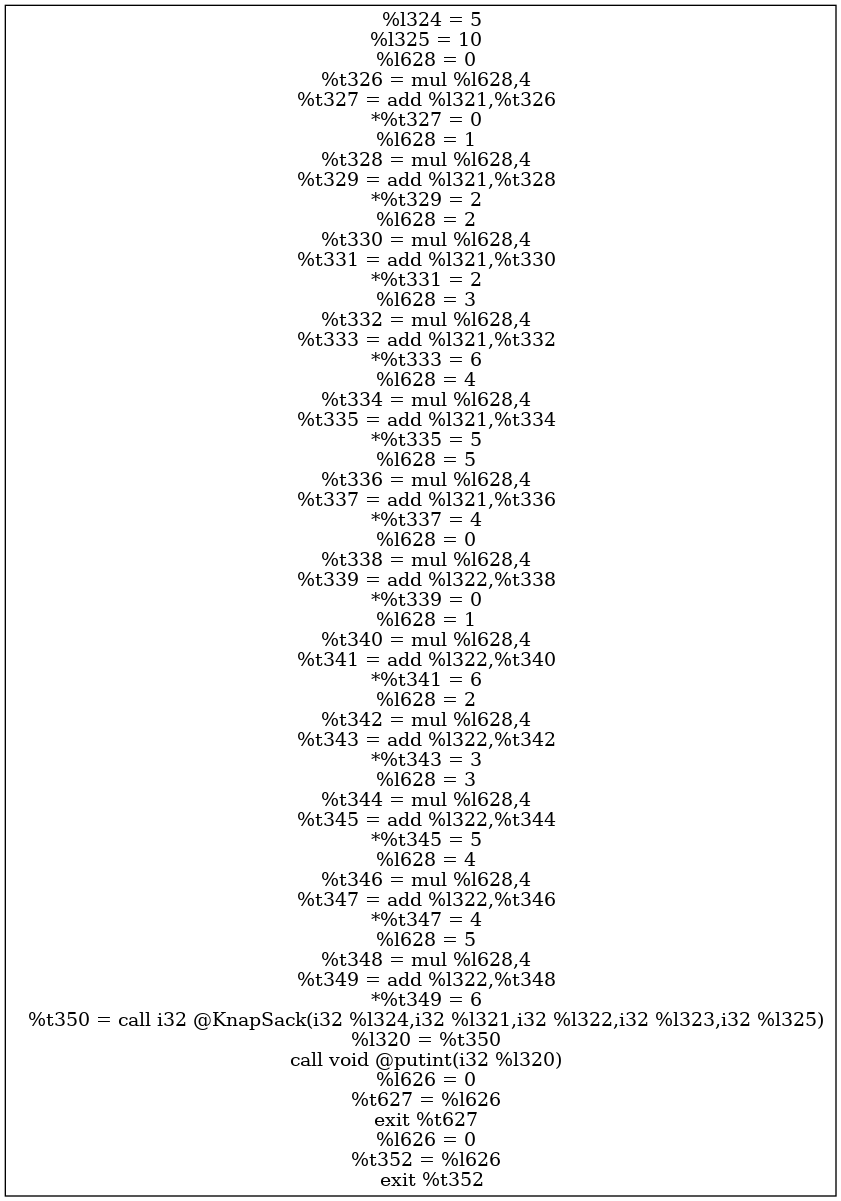 %l324 = 5
%l325 = 10
%l628 = 0
%t326 = mul %l628,4
%t327 = add %l321,%t326
*%t327 = 0
%l628 = 1
%t328 = mul %l628,4
%t329 = add %l321,%t328
*%t329 = 2
%l628 = 2
%t330 = mul %l628,4
%t331 = add %l321,%t330
*%t331 = 2
%l628 = 3
%t332 = mul %l628,4
%t333 = add %l321,%t332
*%t333 = 6
%l628 = 4
%t334 = mul %l628,4
%t335 = add %l321,%t334
*%t335 = 5
%l628 = 5
%t336 = mul %l628,4
%t337 = add %l321,%t336
*%t337 = 4
%l628 = 0
%t338 = mul %l628,4
%t339 = add %l322,%t338
*%t339 = 0
%l628 = 1
%t340 = mul %l628,4
%t341 = add %l322,%t340
*%t341 = 6
%l628 = 2
%t342 = mul %l628,4
%t343 = add %l322,%t342
*%t343 = 3
%l628 = 3
%t344 = mul %l628,4
%t345 = add %l322,%t344
*%t345 = 5
%l628 = 4
%t346 = mul %l628,4
%t347 = add %l322,%t346
*%t347 = 4
%l628 = 5
%t348 = mul %l628,4
%t349 = add %l322,%t348
*%t349 = 6
%t350 = call i32 @KnapSack(i32 %l324,i32 %l321,i32 %l322,i32 %l323,i32 %l325)
%l320 = %t350
call void @putint(i32 %l320)
%l626 = 0
%t627 = %l626
exit %t627
%l626 = 0
%t352 = %l626
exit %t352